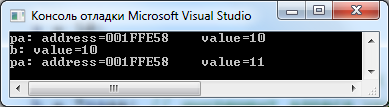 Консоль отладки Microsoft Visual Studio
pa: address=001FFE58    value=10
b: value=10
pa: address=001FFE58    value=11